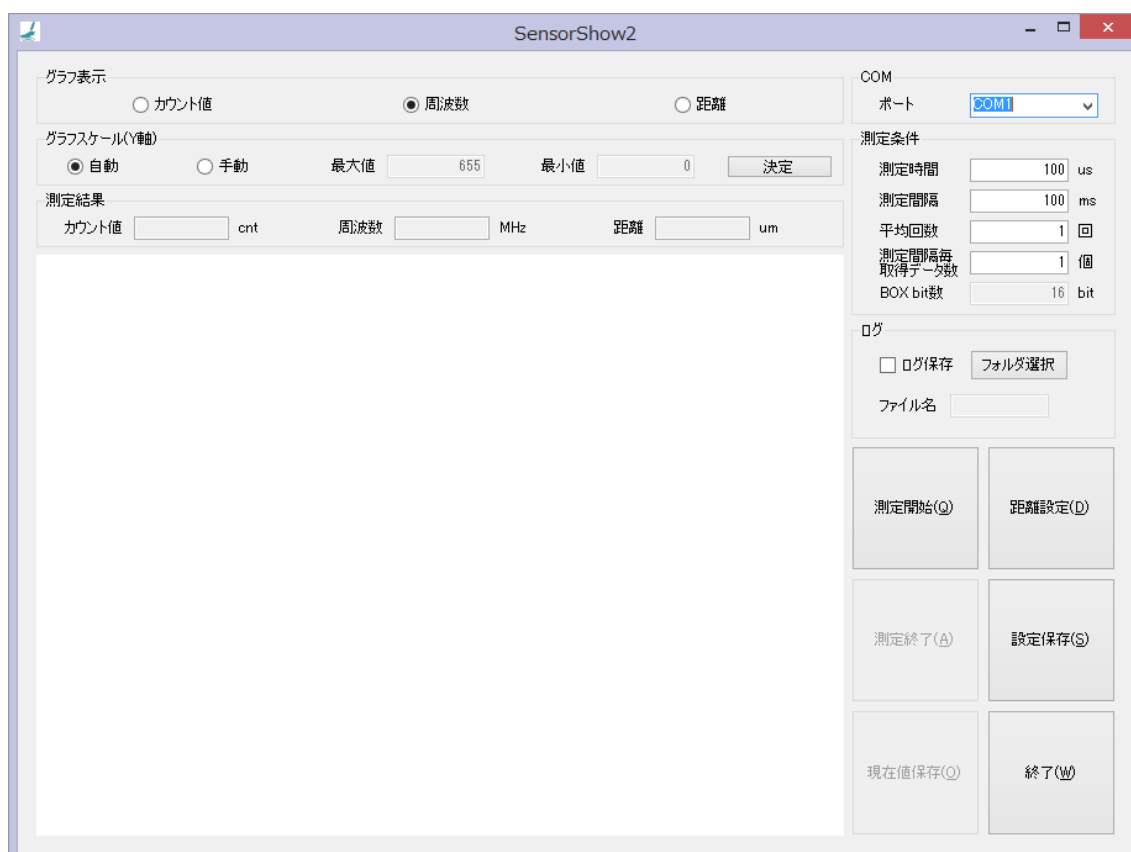 SensorShow2
グラフ表示
カウント値 周波数 距離
グラフスケール(Y軸)
自動 手動 最大値 655 最小値 0 決定
測定結果
カウント値 cnt 周波数 MHz 距離 um
COM
ポート COM1
測定条件
測定時間 100 us
測定間隔 100 ms
平均回数 1 回
測定間隔毎
取得データ数 1 個
BOX bit数 16 bit
ログ
ログ保存 フォルダ選択
ファイル名
測定開始(Q) 距離設定(D)
測定終了(A) 設定保存(S)
現在値保存(O) 終了(W)